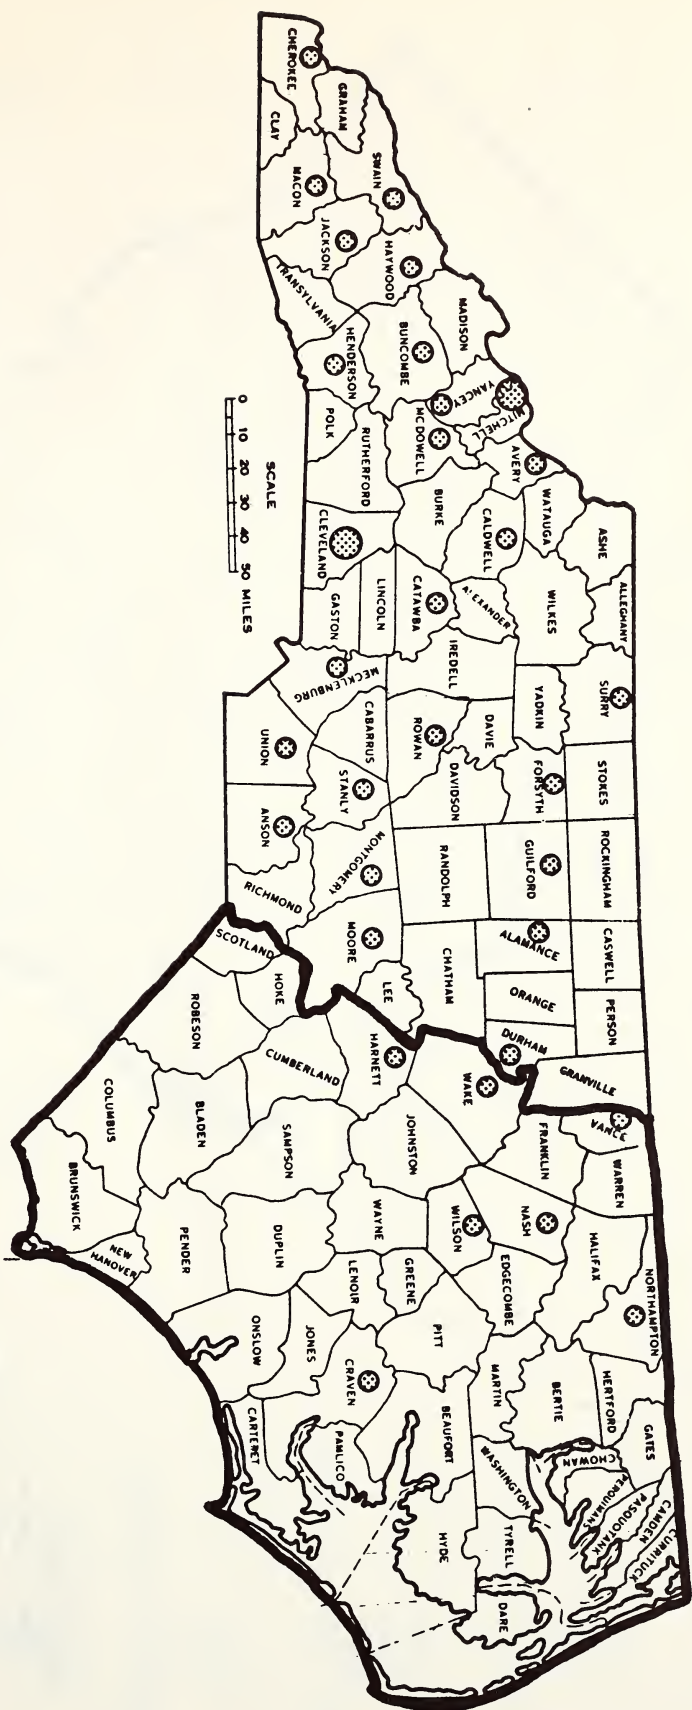 CHEROKEE
GRAHAM
CLAY
SWAIN
MACON
JACKSON
HAYWOOD
TRANSYLVANIA
MADISON
BUNCOMBE
HENDERSON
YANCEY
MITCHELL
POLK
MC DOWELL
RUTHERFORD
AVERY
BURKE
CLEVELAND
WATAUGA
CALDWELL
ASHE
ALLEGHANY
WILKES
ALEXANDER
CATAWBA
LINCOLN
GASTON
SURRY
YADKIN
IREDELL
MECKLENBURG
DAVIE
ROWAN
CABARRUS
UNION
STOKES
FORSYTH
DAVIDSON
STANLY
ANSON
ROCKINGHAM
GUILFORD
RANDOLPH
MONTGOMERY
RICHMOND
CASWELL
ALAMANCE
CHATHAM
MOORE
SCOTLAND
PERSON
ORANGE
DURHAM
LEE
HOKE
ROBESON
GRANVILLE
WAKE
HARNETT
CUMBERLAND
VANCE
WARREN
FRANKLIN
JOHNSTON
SAMPSON
BLADEN
COLUMBUS
BRUNSWICK
HALIFAX
NASH
WILSON
WAYNE
DUPLIN
PENDER
NEW
HANOVER
NORTHAMPTON
EDGECOMBE
GREENE
LENOIR
PITT
JONES
ONSLOW
HERTFORD
BERTIE
MARTIN
CRAVEN
BEAUFORT
PAMLICO
CARTERET
GATES
CHOWAN
PERQUIMAN
PASQUOTANK
CAMDEN
CURRITUCK
WASHINGTON
TYRELL
HYDE
DARE
SCALE
0 10 20 30 40 50 MILES